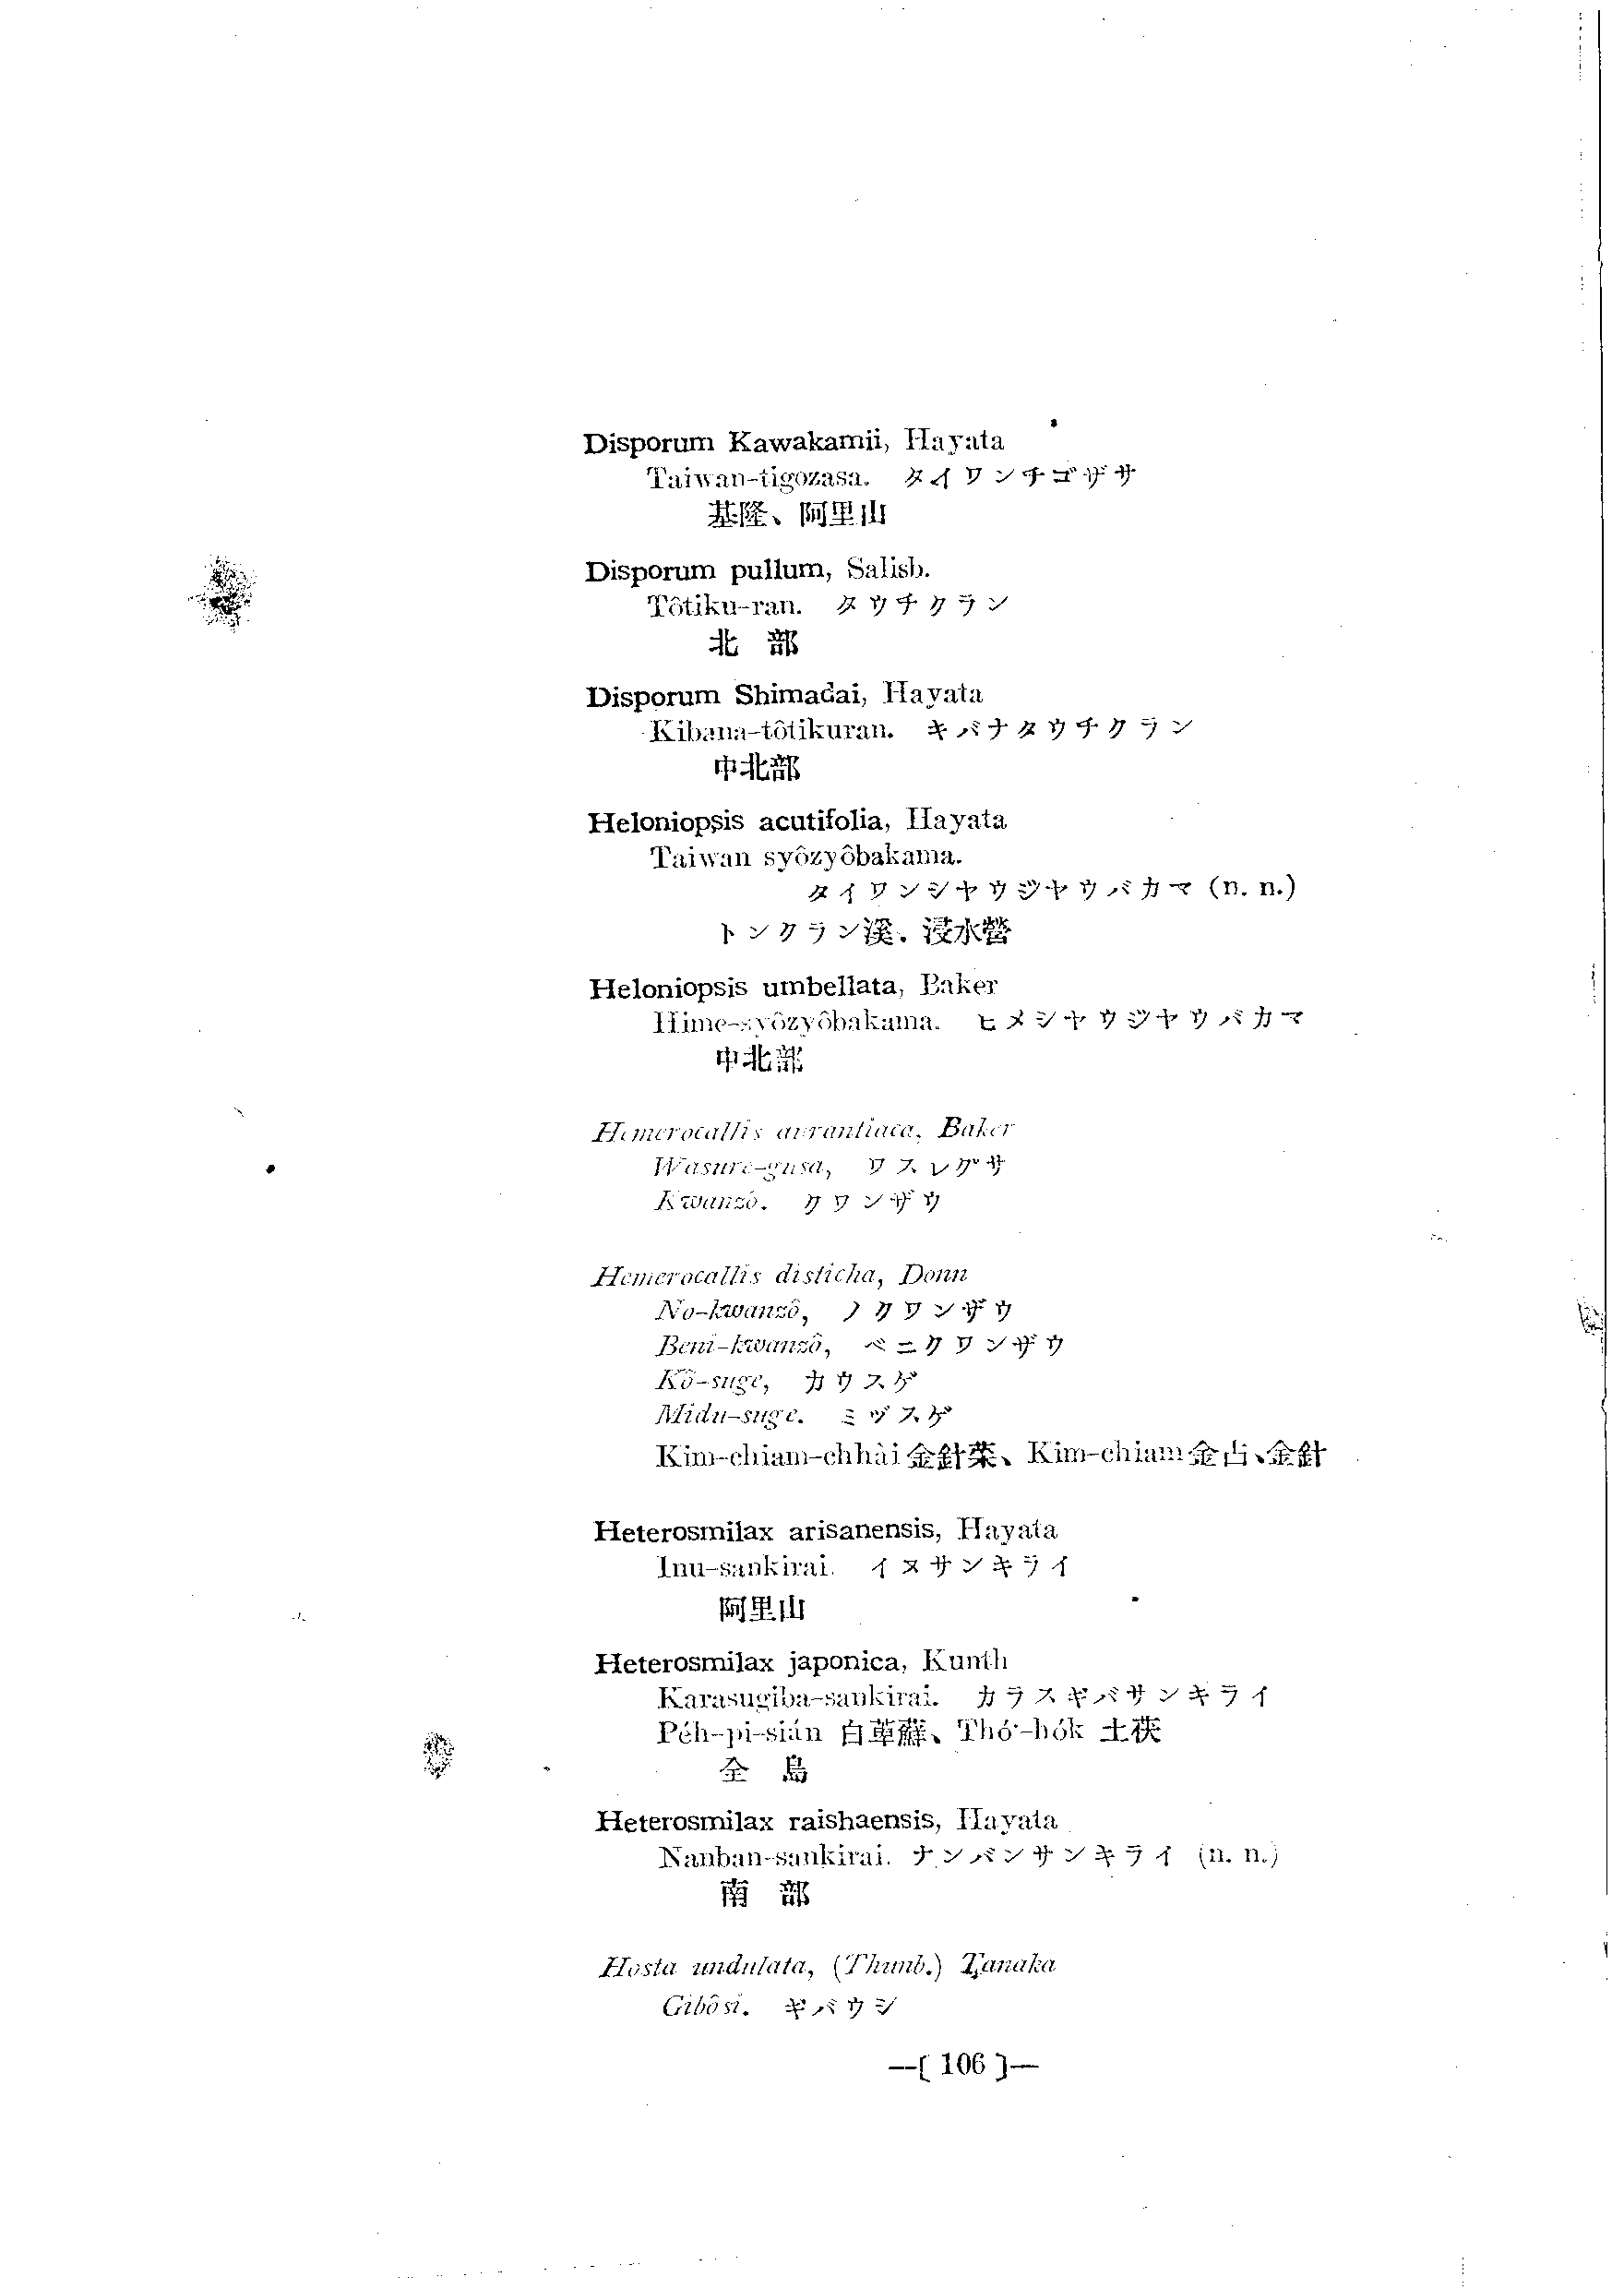 Disporum Kawakamii, Hayata
Taiwan-tigozasa. タイワンチゴザサ
基隆、阿里山
Disporum pullum, Salisb.
Tôtiku-ran. タウチクラン
北 部
Disporum Shimadai, Hayata
Kibana-tôtikuran. キバナタウチクラン
中北部
Heloniopsis acutifolia, Hayata
Taiwan syôzyôbakama.
タイワンシヤウジヤウバカマ (n. n.)
トンクラン溪. 浸水營
Heloniopsis umbellata, Baker
Hime-syôzyôbakama. ヒメシヤウジヤウバカマ
中北部
Hemerocallis aurantiaca, Baker
Wasure-gusa, ワスレグサ
Kwanzô. クワンザウ
Hemerocallis disticha, Donn
No-kwanzô, ノクワンザウ
Beni-kwanzô, ベニクワンザウ
Kô-suge, カウスゲ
Midu-suge. ミヅスゲ
Kim-chiam-chhài 金針菜、Kim-chiam 金占、金針
Heterosmilax arisanensis, Hayata
Inu-sankirai. イヌサンキライ
阿里山
Heterosmilax japonica, Kunth
Karasugiba-sankirai. カラスギバサンキライ
Péh-pi-sián 白萆蘚、Thó͘-hók 土茯
全 島
Heterosmilax raishaensis, Hayata
Nanban-sankirai. ナンバンサンキライ (n. n.)
南 部
Hosta undulata, (Thunb.) Tanaka
Gibôsi. ギバウシ
—[ 106 ]—